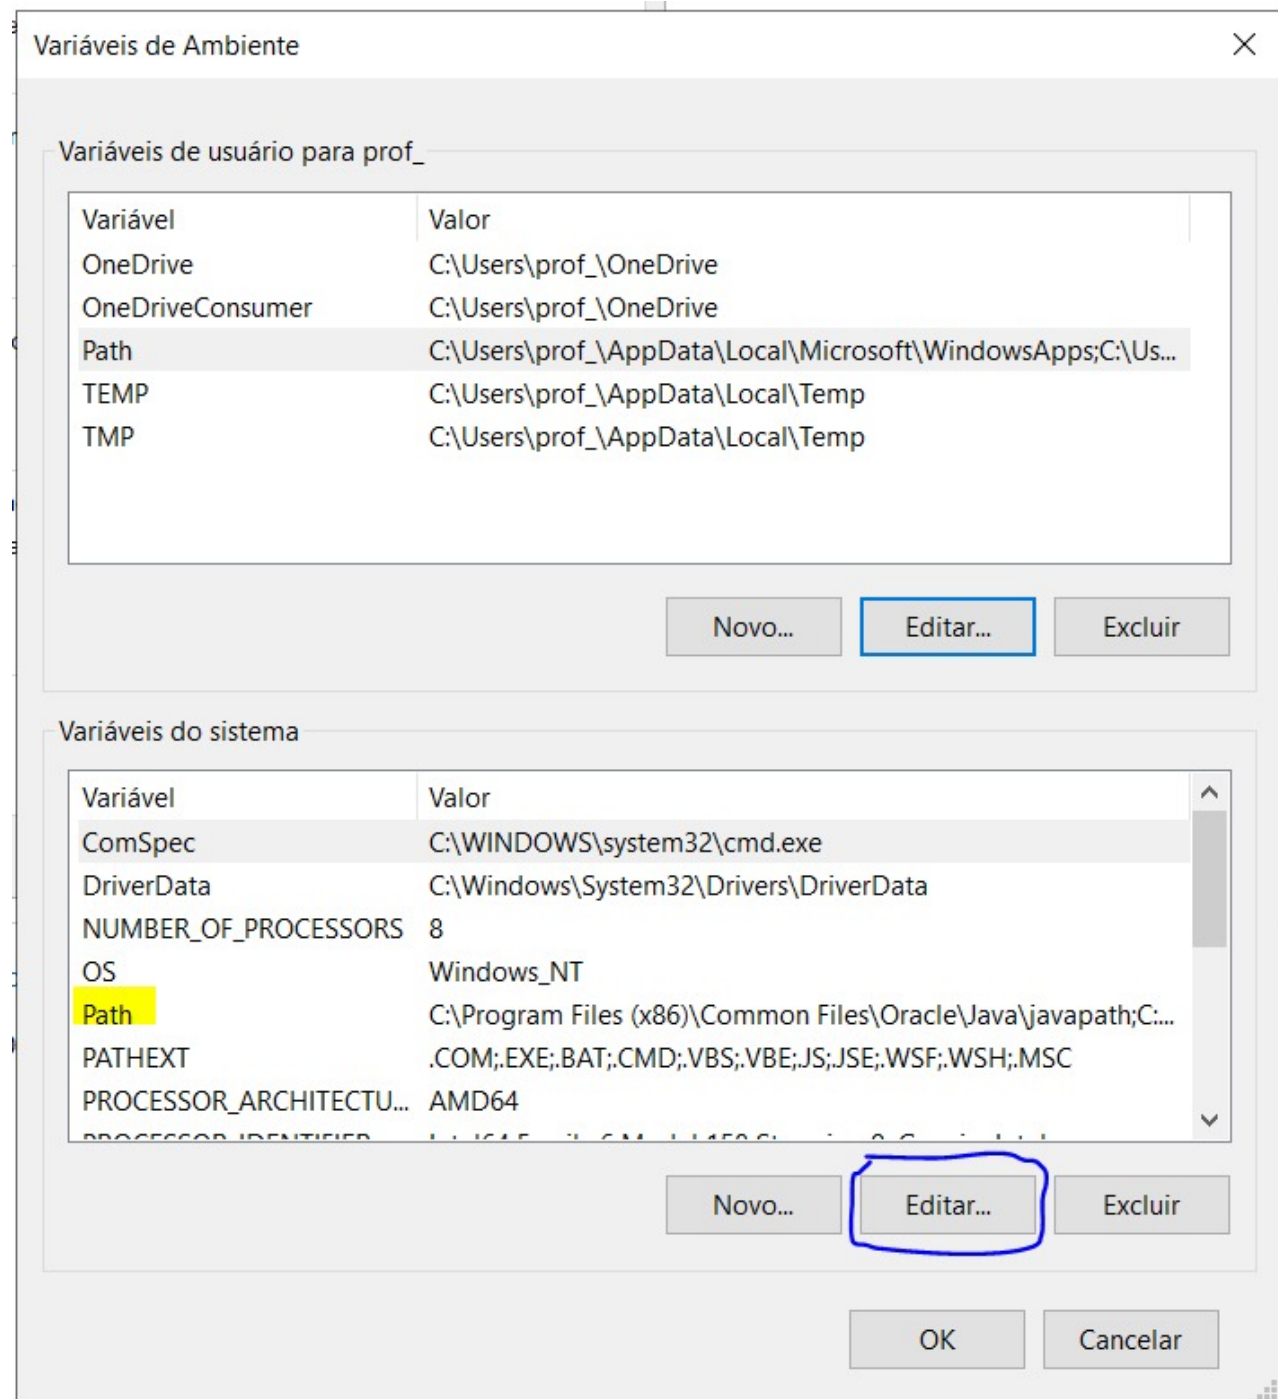 Variáveis de Ambiente
Variáveis de usuário para prof_
Variável Valor
OneDrive C:\Users\prof_\OneDrive
OneDriveConsumer C:\Users\prof_\OneDrive
Path C:\Users\prof_\AppData\Local\Microsoft\WindowsApps;C:\Us...
TEMP C:\Users\prof_\AppData\Local\Temp
TMP C:\Users\prof_\AppData\Local\Temp
Novo... Editar... Excluir
Variáveis do sistema
Variável Valor
ComSpec C:\WINDOWS\system32\cmd.exe
DriverData C:\Windows\System32\Drivers\DriverData
NUMBER_OF_PROCESSORS 8
OS Windows_NT
Path C:\Program Files (x86)\Common Files\Oracle\Java\javapath;C:...
PATHEXT .COM;.EXE;.BAT;.CMD;.VBS;.VBE;.JS;.JSE;.WSF;.WSH;.MSC
PROCESSOR_ARCHITECTU... AMD64
Novo... Editar... Excluir
OK Cancelar